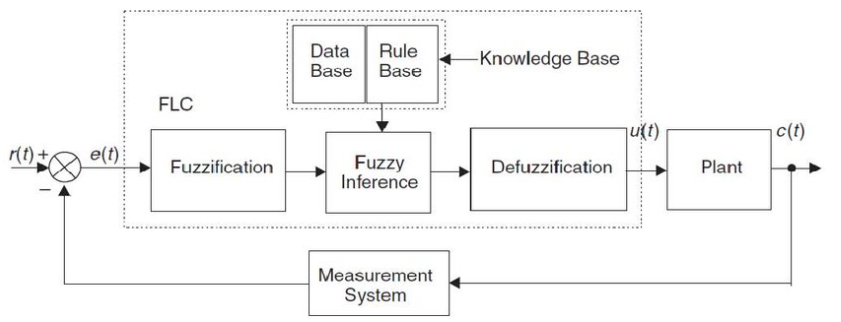 Data
Base
Rule
Base
Knowledge Base
FLC
r(t) +
e(t)
Fuzzification
Fuzzy
Inference
Defuzzification
u(t)
Plant
c(t)
−
Measurement
System